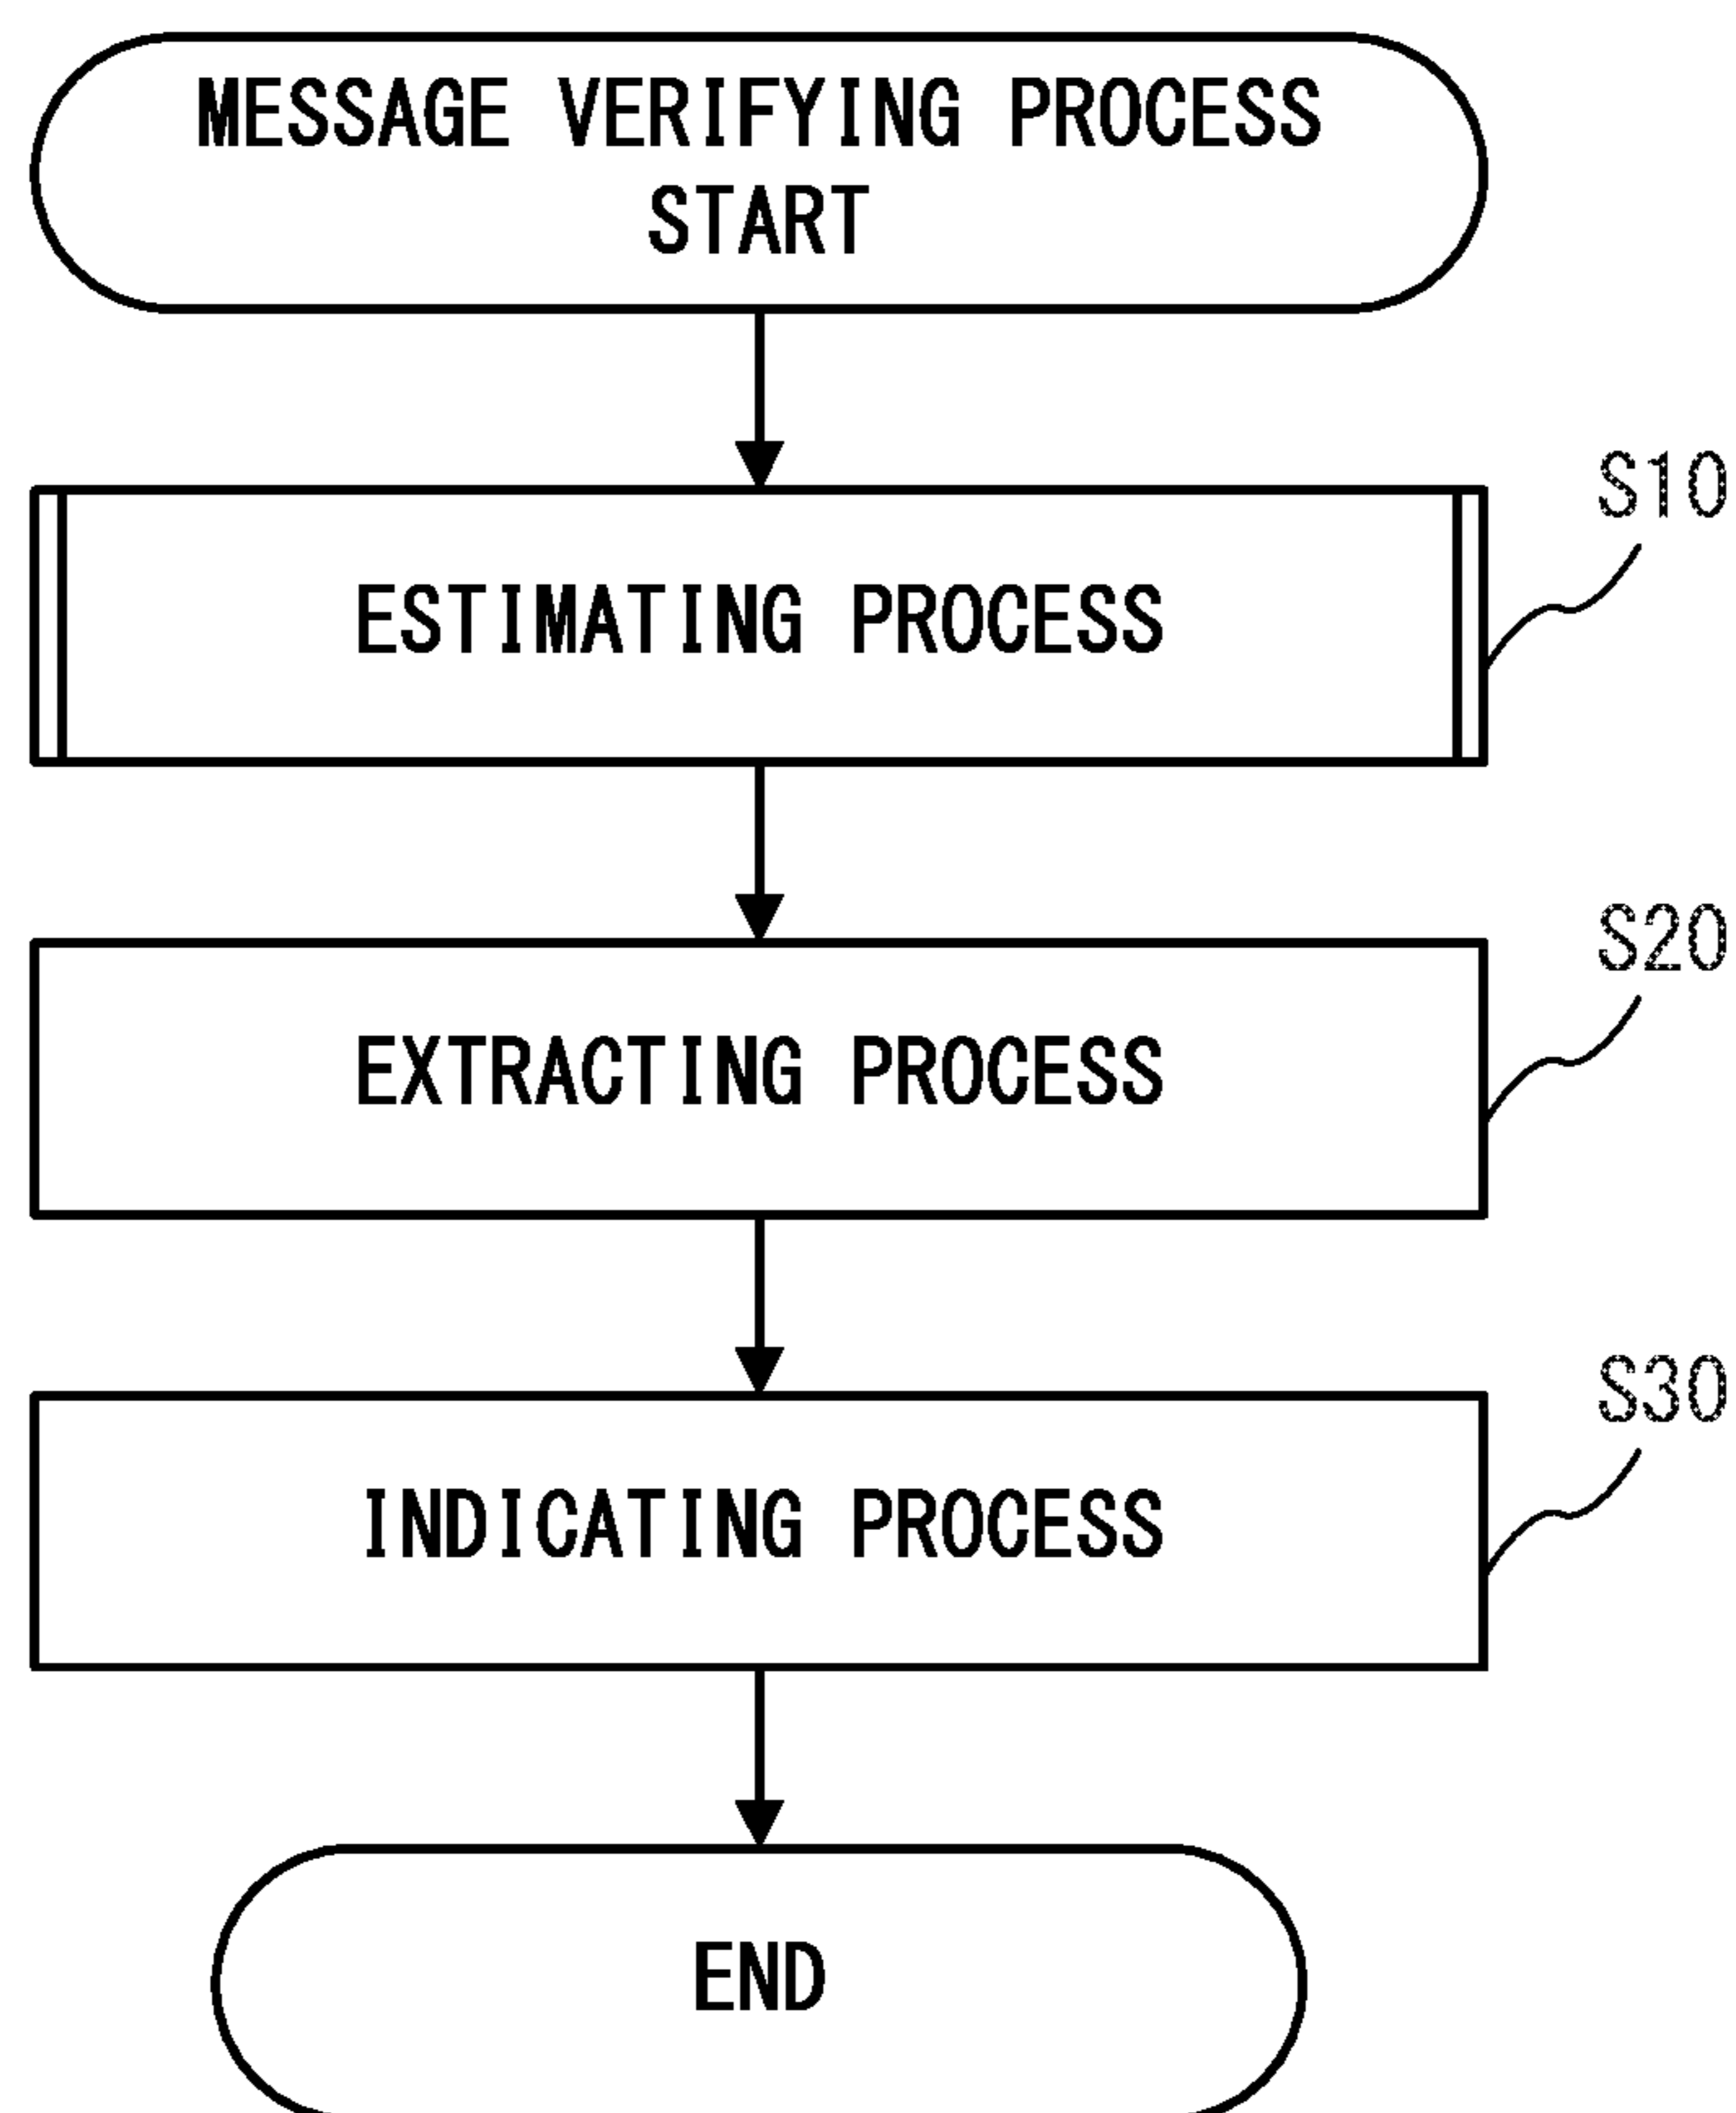 MESSAGE VERIFYING PROCESS
START
S10
ESTIMATING PROCESS
S20
EXTRACTING PROCESS
S30
INDICATING PROCESS
END